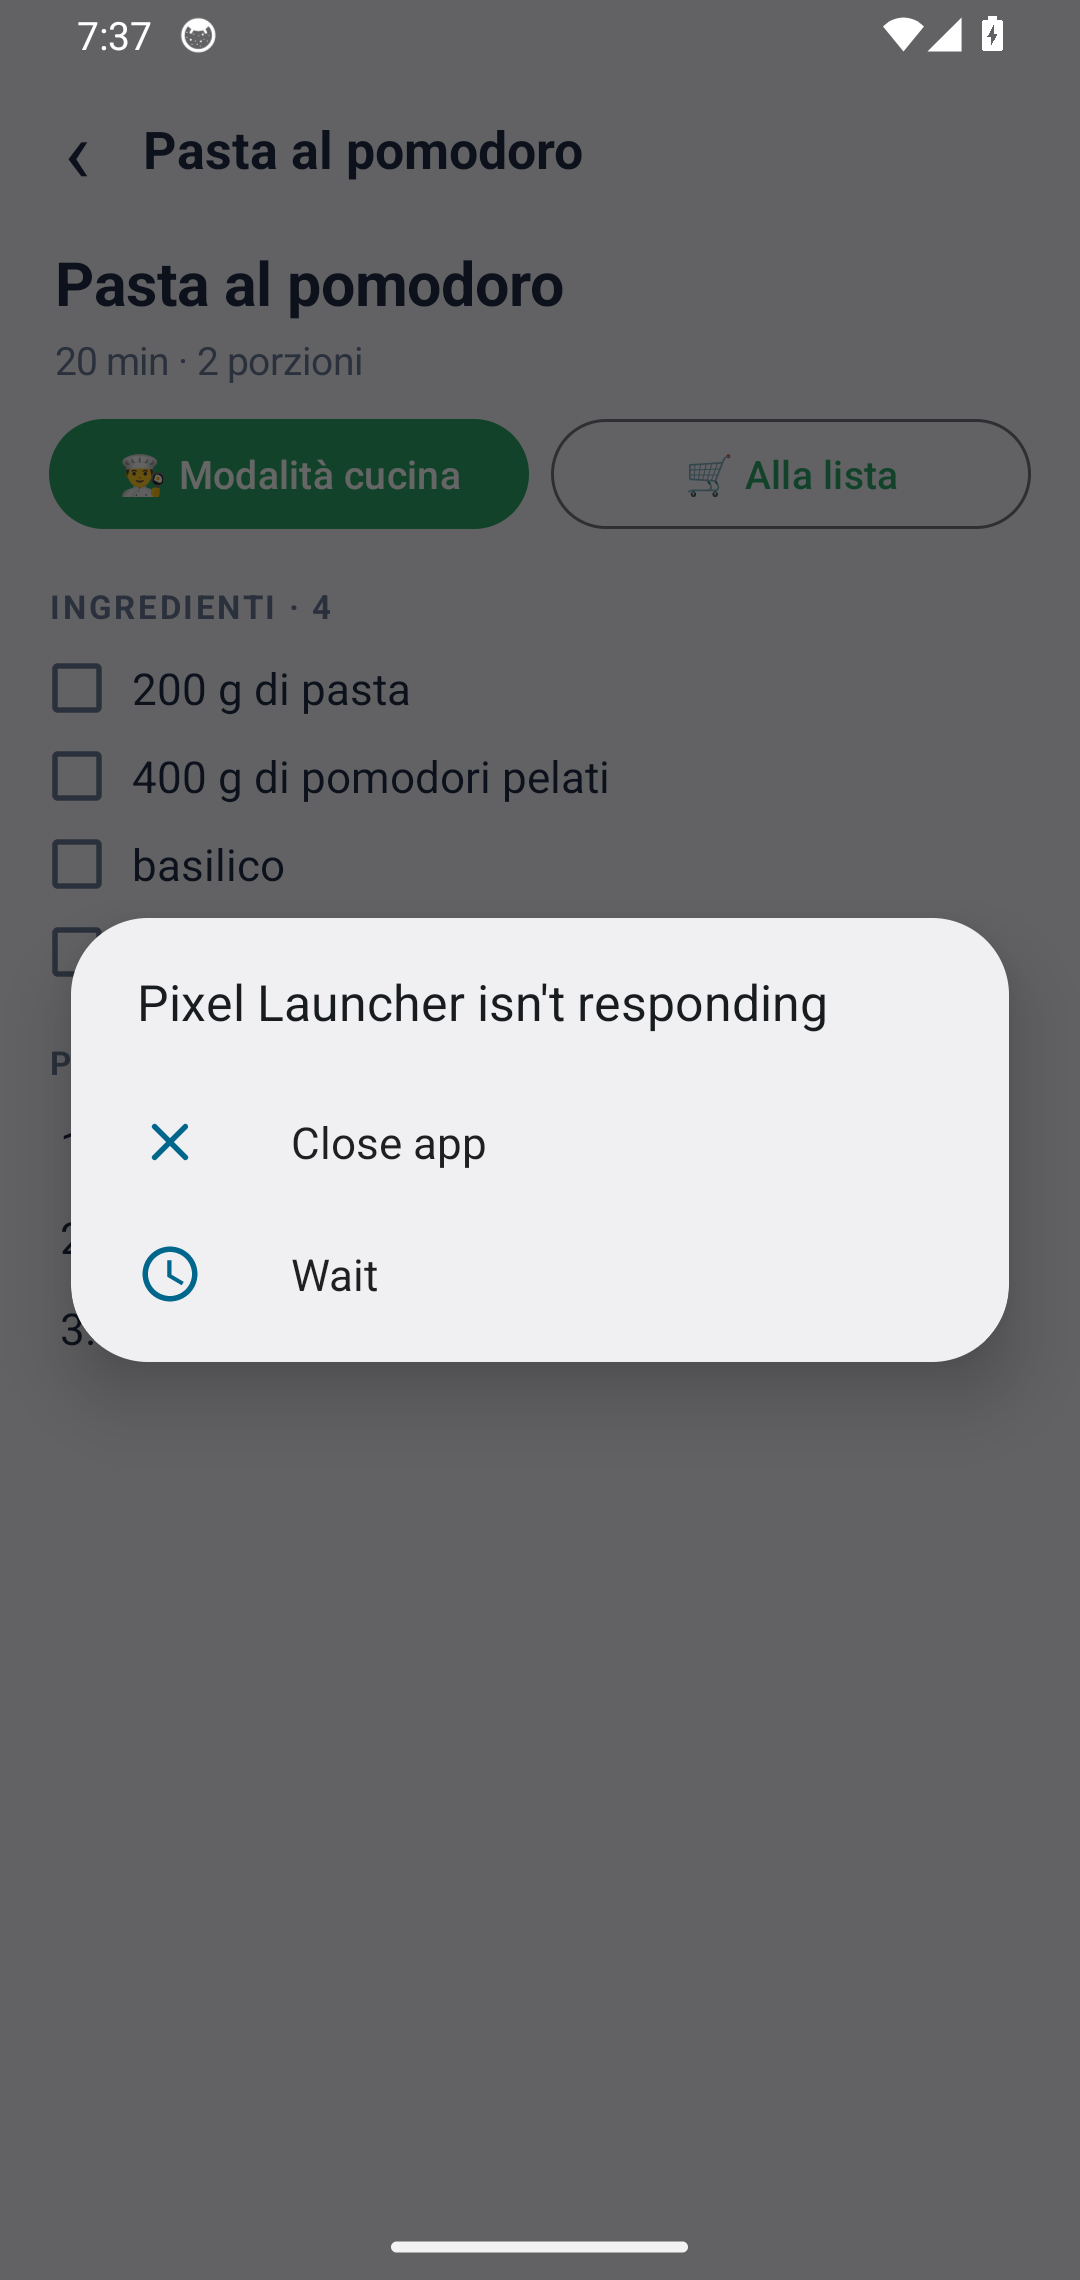 7:37
‹ Pasta al pomodoro
Pasta al pomodoro
20 min · 2 porzioni
Modalità cucina
Alla lista
INGREDIENTI · 4
200 g di pasta
400 g di pomodori pelati
basilico
Pixel Launcher isn't responding
Close app
Wait
3.